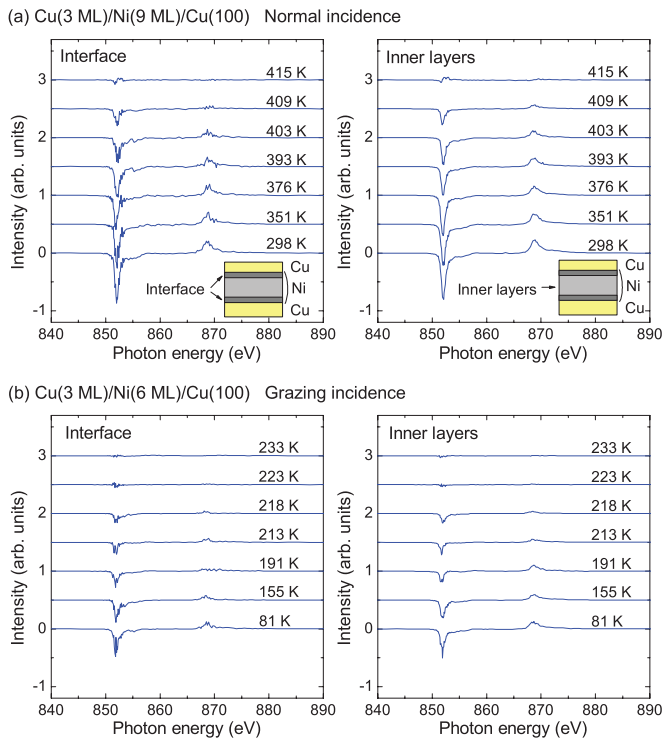 (a) Cu(3 ML)/Ni(9 ML)/Cu(100) Normal incidence
Interface
Intensity (arb. units)
3
2
1
0
-1
415 K
409 K
403 K
393 K
376 K
351 K
298 K
Interface
Cu
Ni
Cu
840 850 860 870 880 890
Photon energy (eV)
Inner layers
Intensity (arb. units)
3
2
1
0
-1
415 K
409 K
403 K
393 K
376 K
351 K
298 K
Inner layers
Cu
Ni
Cu
840 850 860 870 880 890
Photon energy (eV)
(b) Cu(3 ML)/Ni(6 ML)/Cu(100) Grazing incidence
Interface
Intensity (arb. units)
3
2
1
0
-1
233 K
223 K
218 K
213 K
191 K
155 K
81 K
840 850 860 870 880 890
Photon energy (eV)
Inner layers
Intensity (arb. units)
3
2
1
0
-1
233 K
223 K
218 K
213 K
191 K
155 K
81 K
840 850 860 870 880 890
Photon energy (eV)